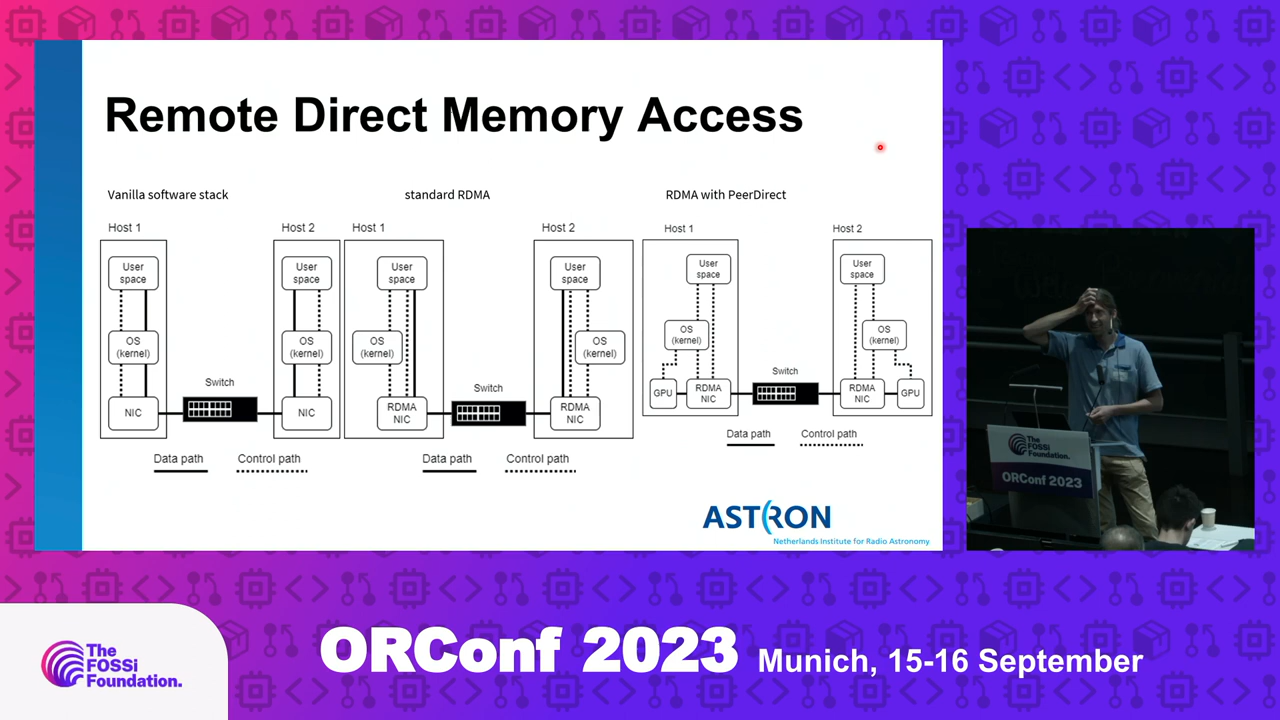 Remote Direct Memory Access
Vanilla software stack
Host 1
Host 2
User
space
User
space
OS
(kernel)
OS
(kernel)
Switch
NIC
NIC
Data path
Control path
standard RDMA
Host 1
Host 2
User
space
User
space
OS
(kernel)
OS
(kernel)
Switch
RDMA
NIC
RDMA
NIC
Data path
Control path
RDMA with PeerDirect
Host 1
Host 2
User
space
User
space
OS
(kernel)
OS
(kernel)
Switch
GPU
RDMA
NIC
RDMA
NIC
GPU
Data path
Control path
ASTRON
Netherlands Institute for Radio Astronomy
The
FOSSi
Foundation.
ORConf 2023
The
FOSSi
Foundation.
ORConf 2023 Munich, 15-16 September